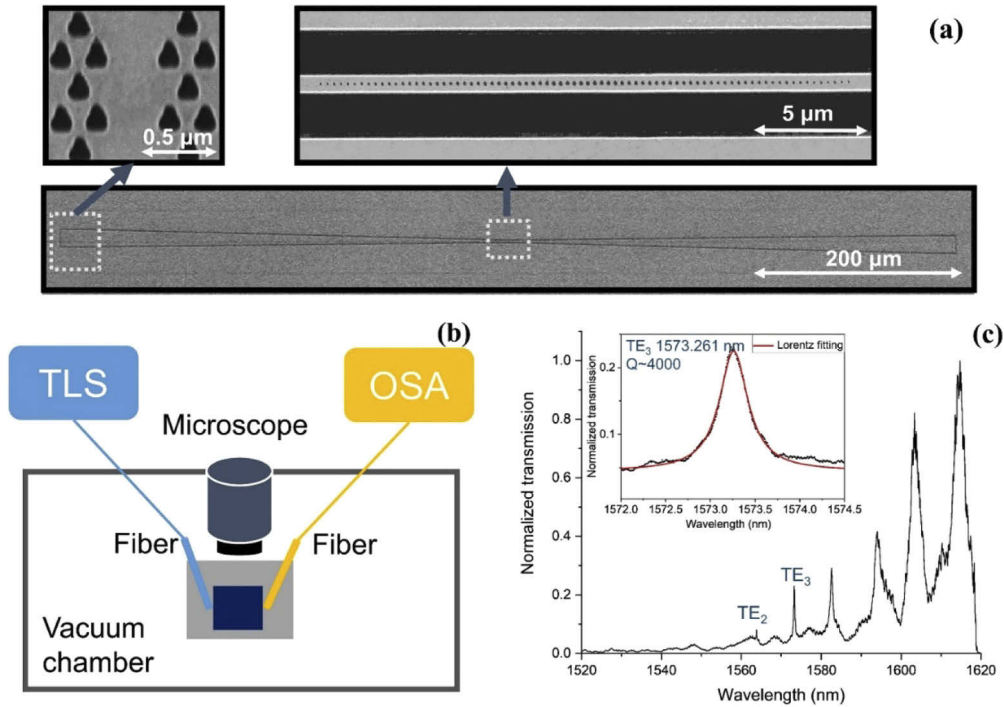 (a)
0.5 μm
5 μm
200 μm
(b)
TLS
OSA
Microscope
Fiber
Fiber
Vacuum
chamber
(c)
Normalized transmission
1.0
0.8
0.6
0.4
0.2
0.0
1520
1540
1560
1580
1600
1620
Wavelength (nm)
TE2
TE3
TE3 1573.261 nm
Q~4000
Lorentz fitting
Normalized transmission
0.2
0.1
1572.0
1572.5
1573.0
1573.5
1574.0
1574.5
Wavelength (nm)